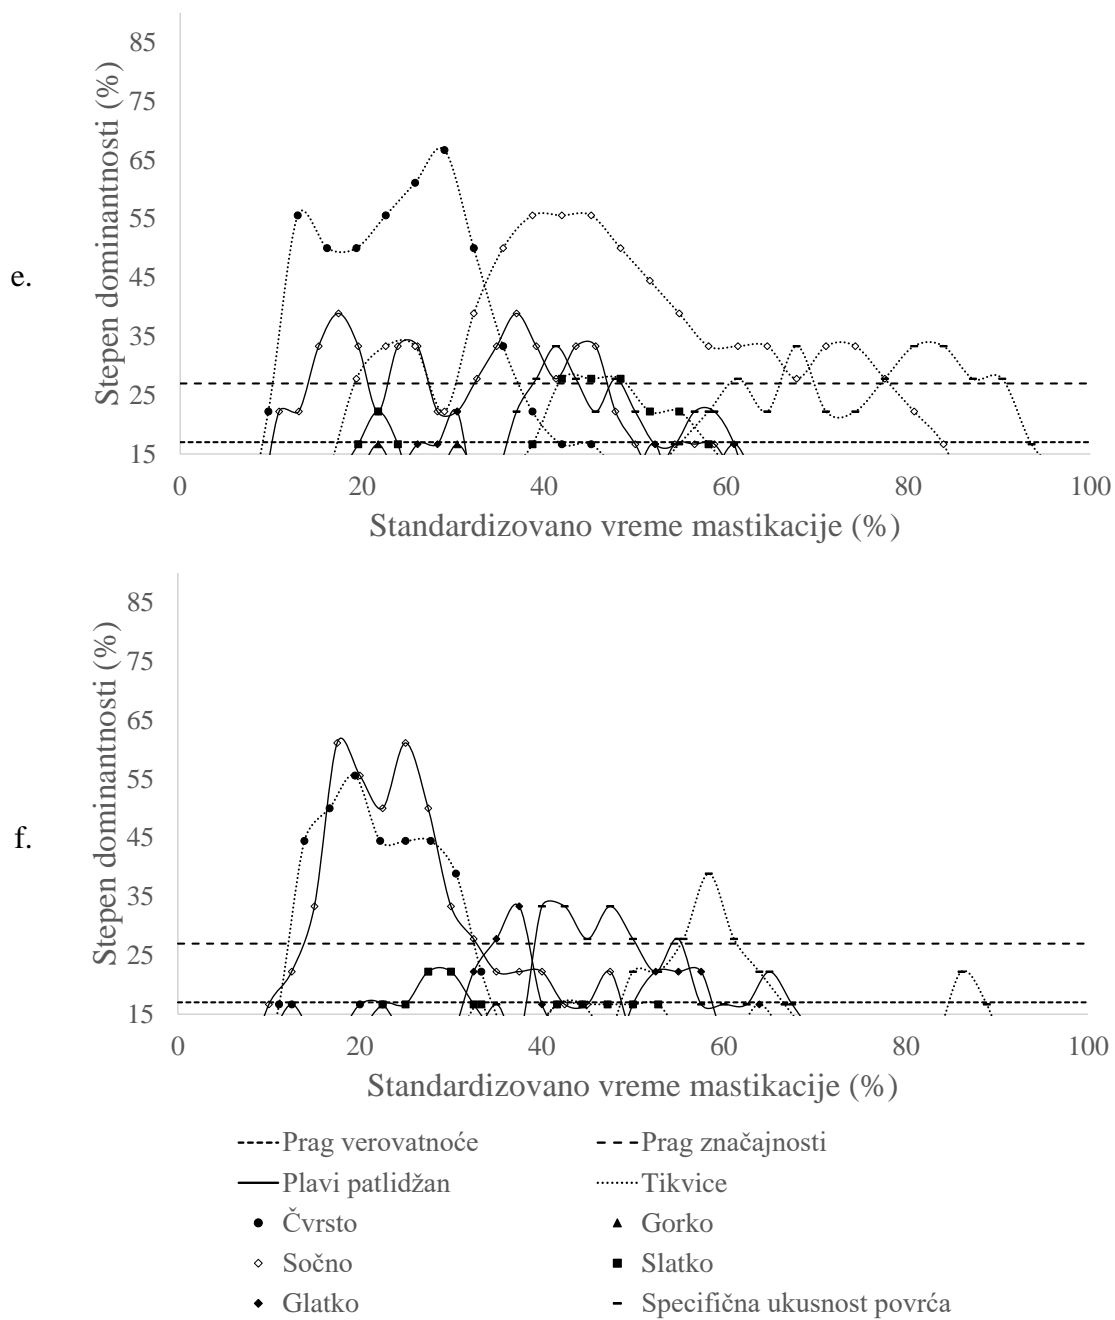 85
75
65
55
45
35
25
15
Stepen dominantnosti (%)
e.
0 20 40 60 80 100
Standardizovano vreme mastikacije (%)
85
75
65
55
45
35
25
15
Stepen dominantnosti (%)
f.
0 20 40 60 80 100
Standardizovano vreme mastikacije (%)
Prag verovatnoće Prag značajnosti
Plavi patlidžan Tikvice
Čvrsto Gorko
Sočno Slatko
Glatko Specifična ukusnost povrća